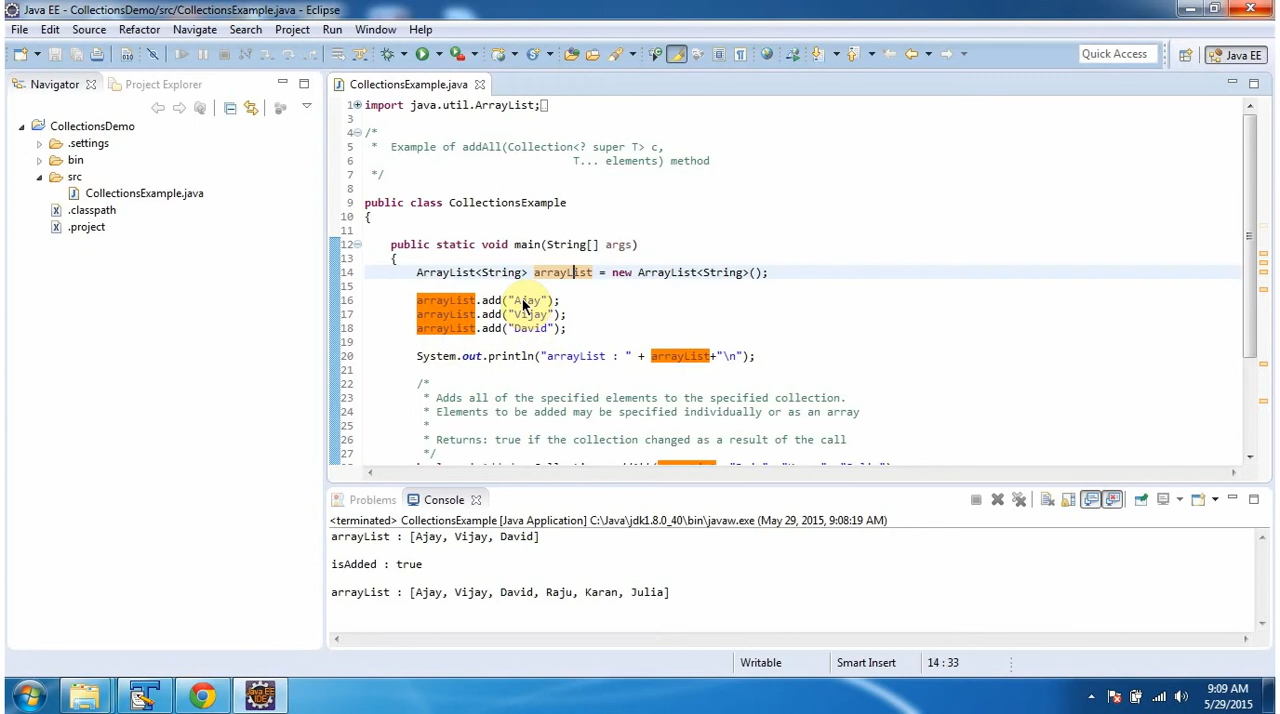 Java EE - CollectionsDemo/src/CollectionsExample.java - Eclipse
File Edit Source Refactor Navigate Search Project Run Window Help
Quick Access Java EE
Navigator Project Explorer
CollectionsDemo
.settings
bin
src
CollectionsExample.java
.classpath
.project
CollectionsExample.java
1 import java.util.ArrayList;
3
4 /*
5 * Example of addAll(Collection<? super T> c,
6 T... elements) method
7 */
8
9 public class CollectionsExample
10 {
11
12 public static void main(String[] args)
13 {
14 ArrayList<String> arrayList = new ArrayList<String>();
15
16 arrayList.add("Ajay");
17 arrayList.add("Vijay");
18 arrayList.add("David");
19
20 System.out.println("arrayList : " + arrayList+"\n");
21
22 /*
23 * Adds all of the specified elements to the specified collection.
24 * Elements to be added may be specified individually or as an array
25 *
26 * Returns: true if the collection changed as a result of the call
27 */
Problems Console
<terminated> CollectionsExample [Java Application] C:\Java\jdk1.8.0_40\bin\javaw.exe (May 29, 2015, 9:08:19 AM)
arrayList : [Ajay, Vijay, David]
isAdded : true
arrayList : [Ajay, Vijay, David, Raju, Karan, Julia]
Writable Smart Insert 14 : 33
9:09 AM
5/29/2015